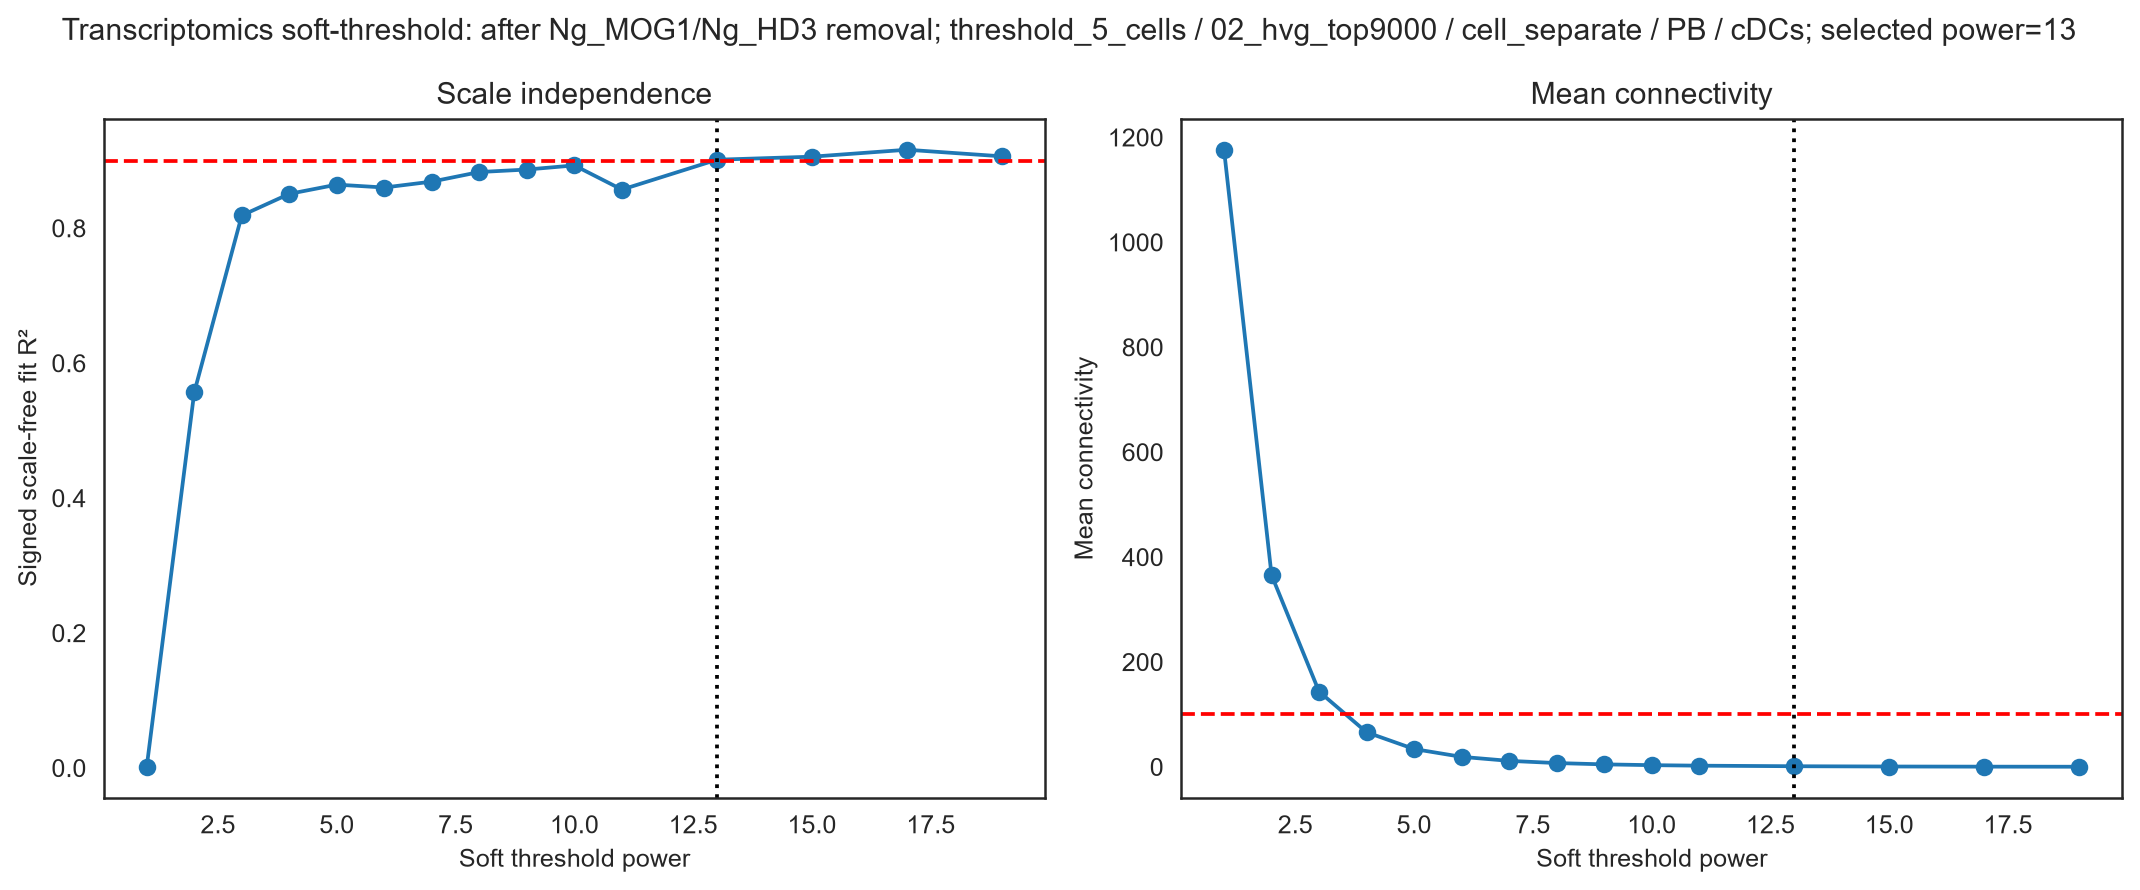 Transcriptomics soft-threshold: after Ng_MOG1/Ng_HD3 removal; threshold_5_cells / 02_hvg_top9000 / cell_separate / PB / cDCs; selected power=13
Scale independence
Signed scale-free fit R²
0.8
0.6
0.4
0.2
0.0
2.5 5.0 7.5 10.0 12.5 15.0 17.5
Soft threshold power
Mean connectivity
Mean connectivity
1200
1000
800
600
400
200
0
2.5 5.0 7.5 10.0 12.5 15.0 17.5
Soft threshold power